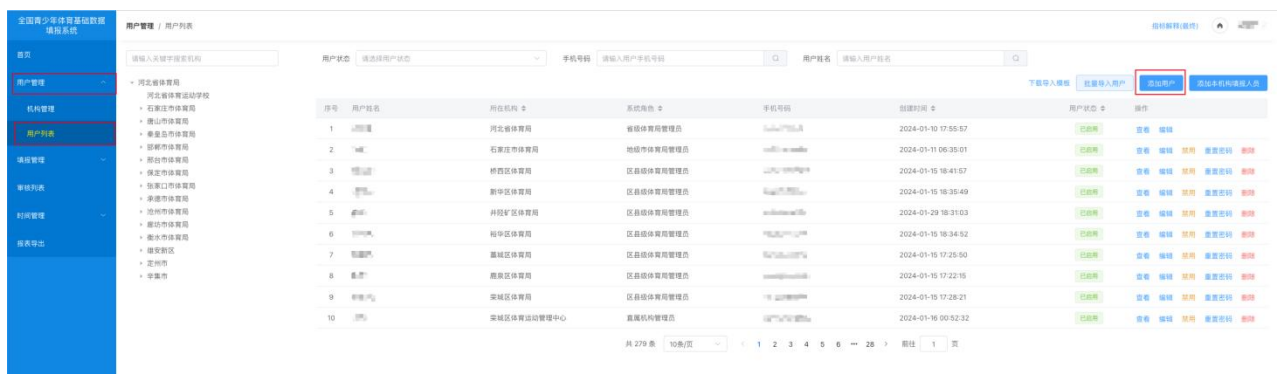 全国青少年体育基础数据
填报系统
用户管理 / 用户列表
首页
用户管理
机构管理
用户列表
填报管理
审核列表
时间管理
报表导出
请输入关键字搜索机构
河北省体育局
河北省体育运动学校
石家庄市体育局
唐山市体育局
秦皇岛市体育局
邯郸市体育局
邢台市体育局
保定市体育局
张家口市体育局
承德市体育局
沧州市体育局
廊坊市体育局
衡水市体育局
雄安新区
定州市
辛集市
用户状态 请选择用户状态 手机号码 请输入用户手机号码 用户姓名 请输入用户姓名
下载导入模板 批量导入用户 添加用户 添加本机构填报人员
序号 用户姓名 所在机构 系统角色 手机号码 创建时间 用户状态 操作
1 河北省体育局 省级体育局管理员 2024-01-10 17:55:57 已启用 查看 编辑
2 石家庄市体育局 地级市体育局管理员 2024-01-11 06:35:01 已启用 查看 编辑 禁用 重置密码 删除
3 桥西区体育局 区县级体育局管理员 2024-01-15 18:41:57 已启用 查看 编辑 禁用 重置密码 删除
4 新华区体育局 区县级体育局管理员 2024-01-15 18:35:49 已启用 查看 编辑 禁用 重置密码 删除
5 井陉矿区体育局 区县级体育局管理员 2024-01-29 18:31:03 已启用 查看 编辑 禁用 重置密码 删除
6 裕华区体育局 区县级体育局管理员 2024-01-15 18:34:52 已启用 查看 编辑 禁用 重置密码 删除
7 藁城区体育局 区县级体育局管理员 2024-01-15 17:25:50 已启用 查看 编辑 禁用 重置密码 删除
8 鹿泉区体育局 区县级体育局管理员 2024-01-15 17:22:15 已启用 查看 编辑 禁用 重置密码 删除
9 栾城区体育局 区县级体育局管理员 2024-01-15 17:28:21 已启用 查看 编辑 禁用 重置密码 删除
10 栾城区体育运动管理中心 直属机构管理员 2024-01-16 00:52:32 已启用 查看 编辑 禁用 重置密码 删除
共 279 条 10条/页 1 2 3 4 5 6 ··· 28 前往 1 页